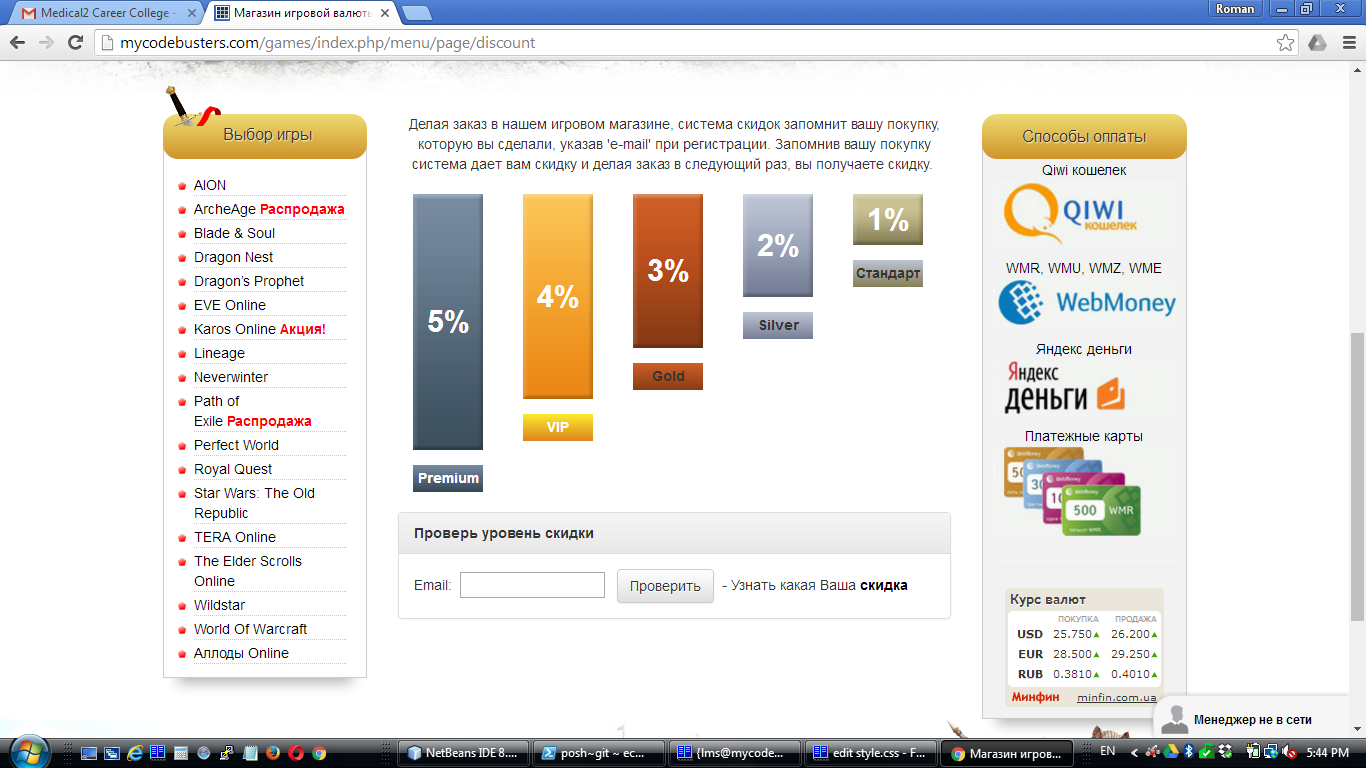 Medical2 Career College -
Магазин игровой валюты
Roman
mycodebusters.com/games/index.php/menu/page/discount
Выбор игры
AION
ArcheAge Распродажа
Blade & Soul
Dragon Nest
Dragon's Prophet
EVE Online
Karos Online Акция!
Lineage
Neverwinter
Path of
Exile Распродажа
Perfect World
Royal Quest
Star Wars: The Old
Republic
TERA Online
The Elder Scrolls
Online
Wildstar
World Of Warcraft
Аллоды Online
Делая заказ в нашем игровом магазине, система скидок запомнит вашу покупку,
которую вы сделали, указав 'e-mail' при регистрации. Запомнив вашу покупку
система дает вам скидку и делая заказ в следующий раз, вы получаете скидку.
5%
4%
3%
2%
1%
Стандарт
Silver
Gold
VIP
Premium
Проверь уровень скидки
Email:
Проверить
- Узнать какая Ваша скидка
Способы оплаты
Qiwi кошелек
QIWI
КОШЕЛЕК
WMR, WMU, WMZ, WME
WebMoney
Яндекс деньги
Яндекс
деньги
Платежные карты
WebMoney
500 WMR
Курс валют
ПОКУПКА ПРОДАЖА
USD 25.750 26.200
EUR 28.500 29.250
RUB 0.3810 0.4010
Минфин minfin.com.ua
Менеджер не в сети
NetBeans IDE 8....
posh~git ~ ec...
{lms@mycode...
edit style.css - F...
Магазин игров...
EN
5:44 PM